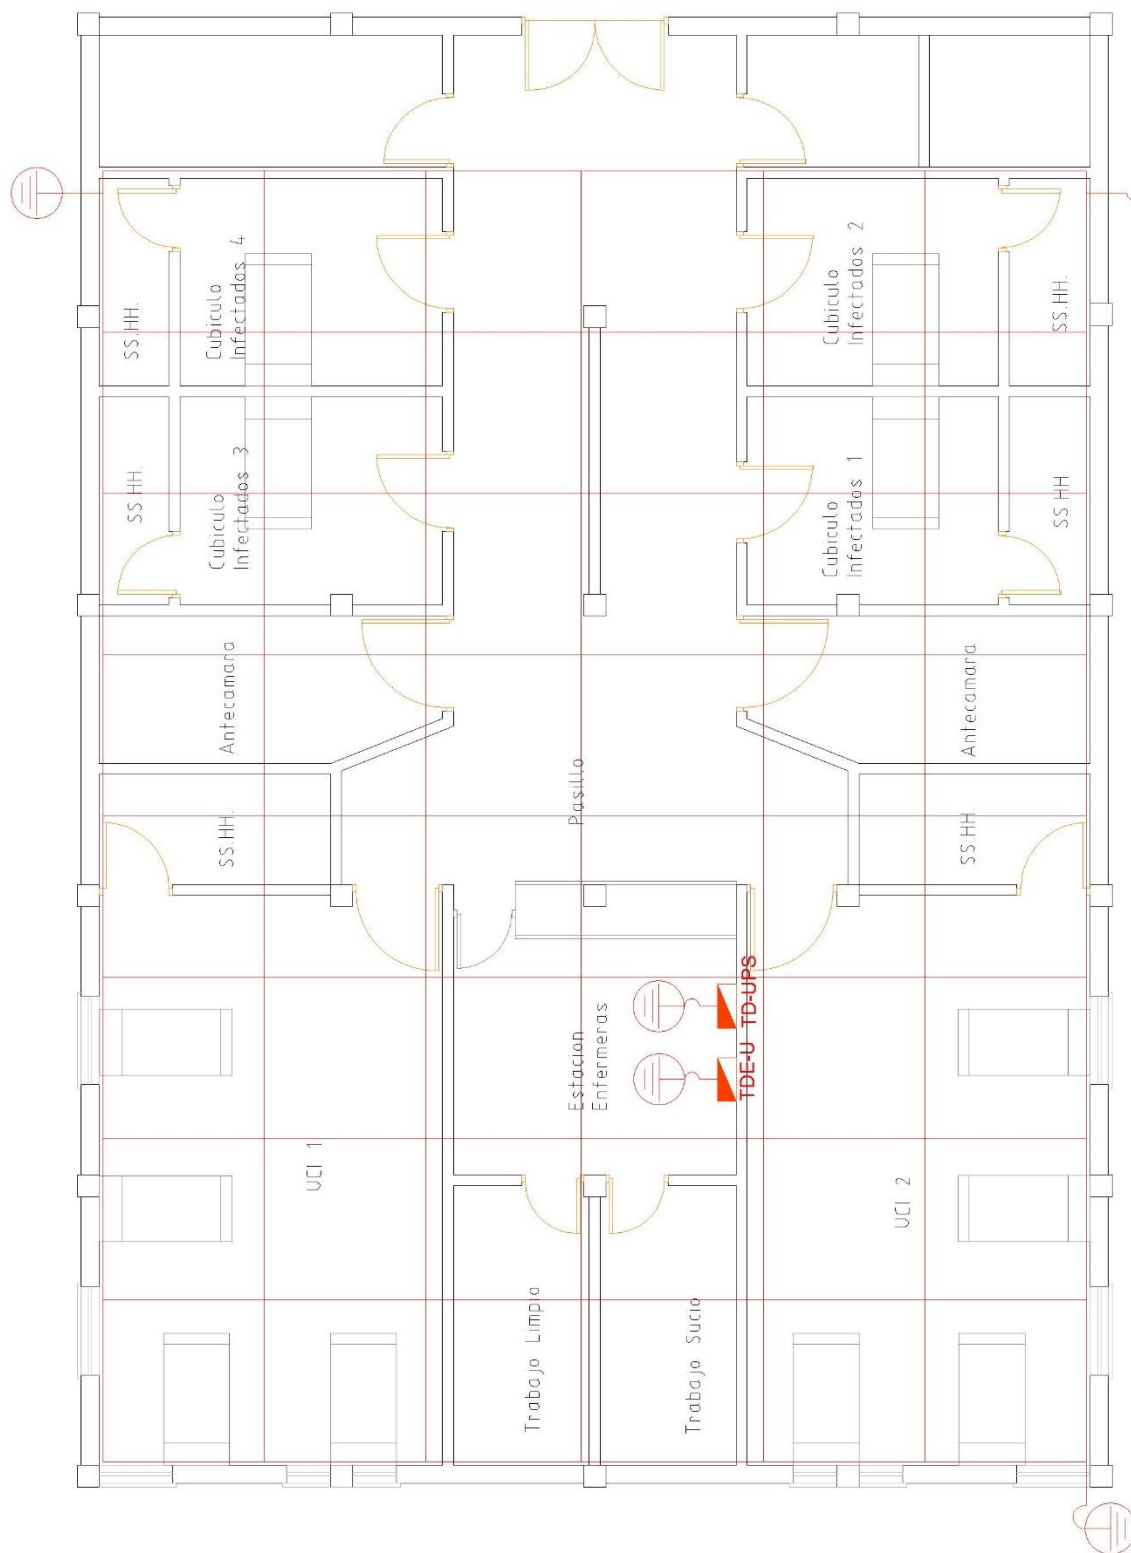 SS.HH.
Cubiculo
Infectados 4
Cubiculo
Infectados 2
SS.HH.
SS.HH.
Cubiculo
Infectados 3
Cubiculo
Infectados 1
SS HH
Antecamara
Antecamara
Pasillo
SS.HH.
SS.HH.
Estacion
Enfermeras
TD-UPS
TDE-U
UCI 1
UCI 2
Trabajo Limpio
Trabajo Sucio